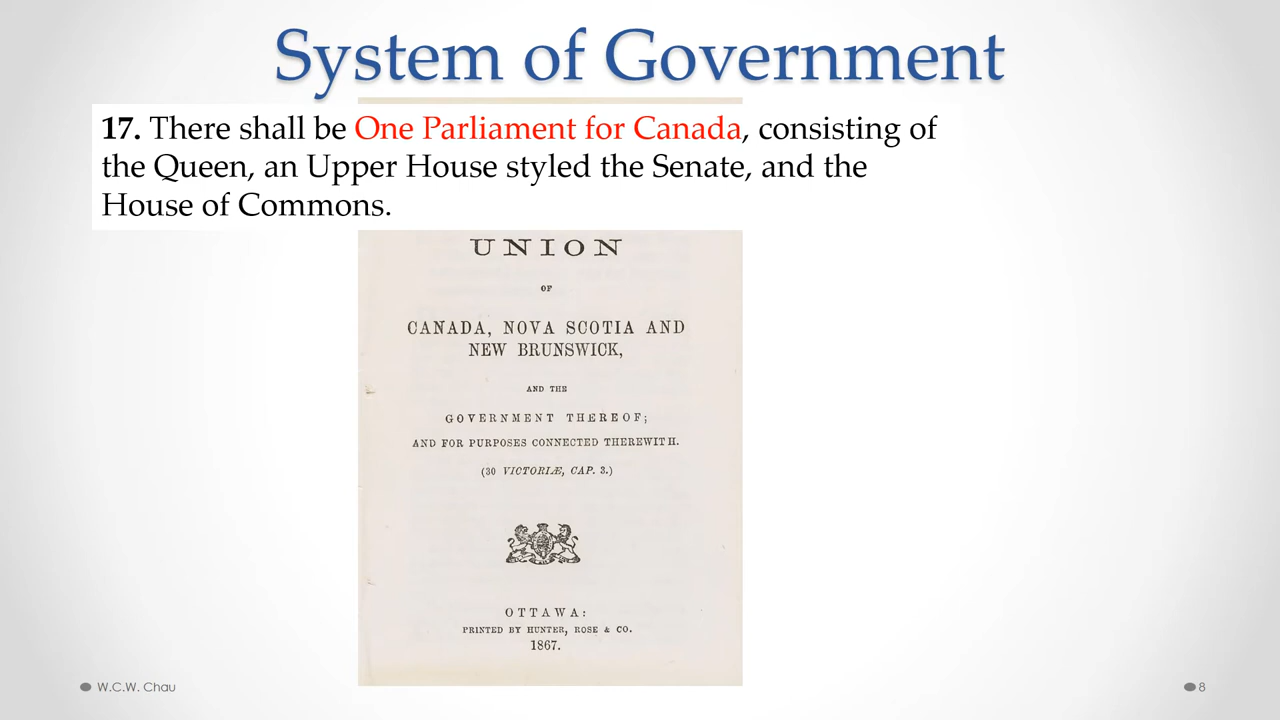 System of Government
17. There shall be One Parliament for Canada, consisting of
the Queen, an Upper House styled the Senate, and the
House of Commons.
UNION
OF
CANADA, NOVA SCOTIA AND
NEW BRUNSWICK,
AND THE
GOVERNMENT THEREOF;
AND FOR PURPOSES CONNECTED THEREWITH.
(30 VICTORIÆ, CAP. 3.)
OTTAWA:
PRINTED BY HUNTER, ROSE & CO.
1867.
W.C.W. Chau
8